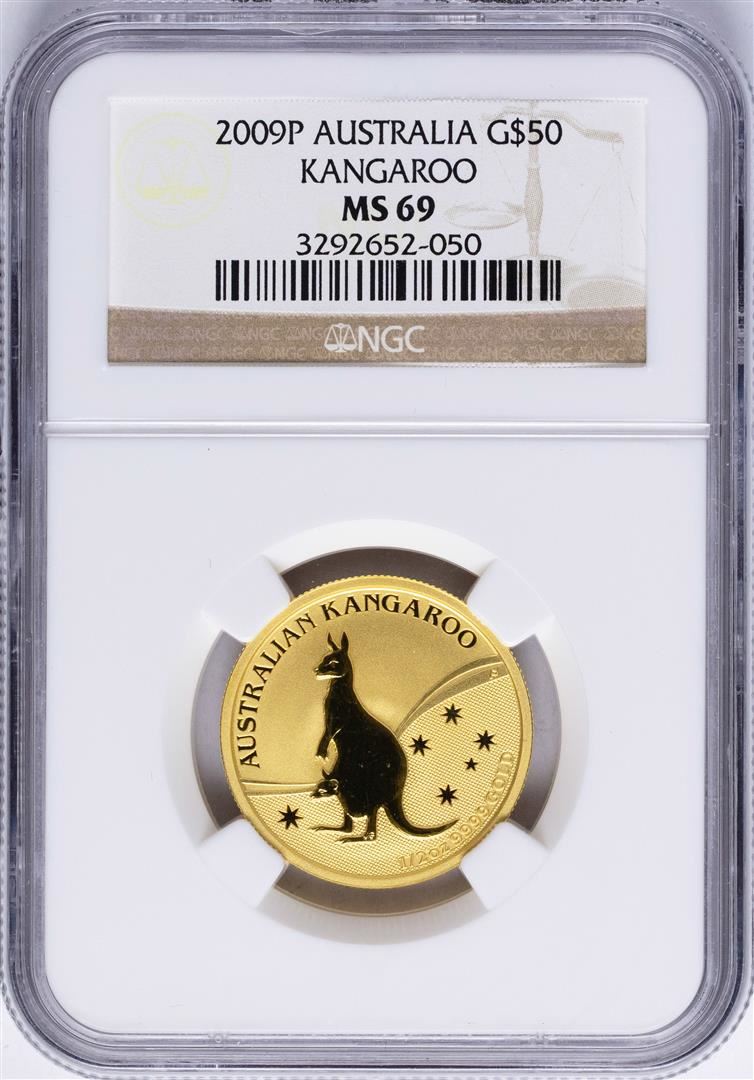 2009P AUSTRALIA G$50
KANGAROO
MS 69
3292652-050
NGC
AUSTRALIAN KANGAROO
1/2oz 9999 GOLD